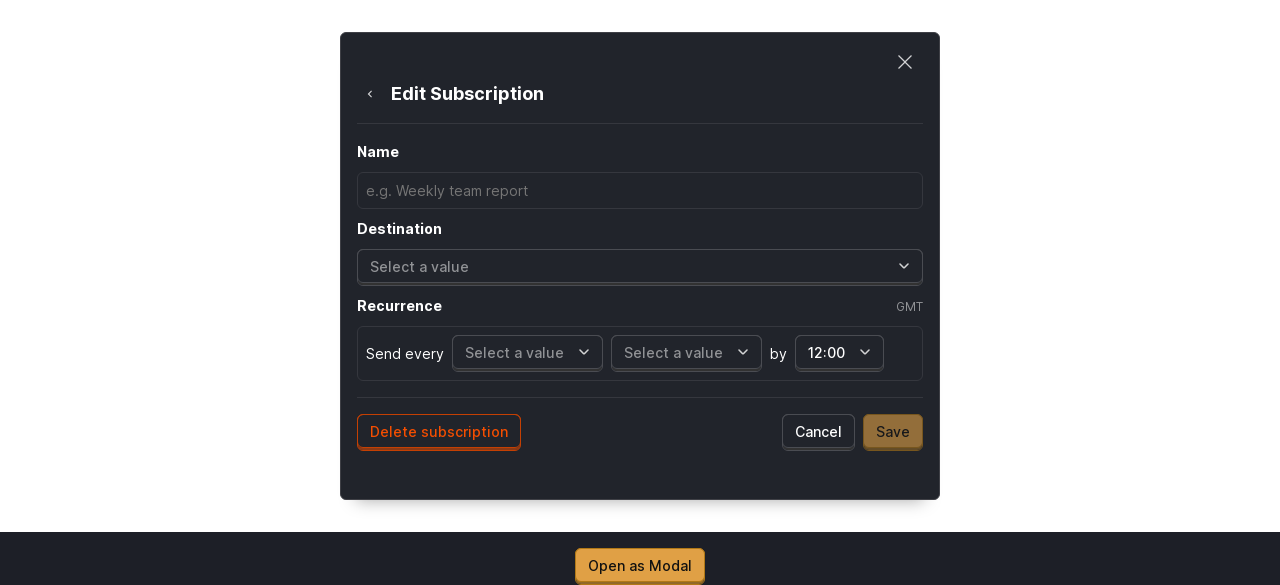 Edit Subscription
Name
e.g. Weekly team report
Destination
Select a value
Recurrence GMT
Send every Select a value Select a value by 12:00
Delete subscription Cancel Save
Open as Modal